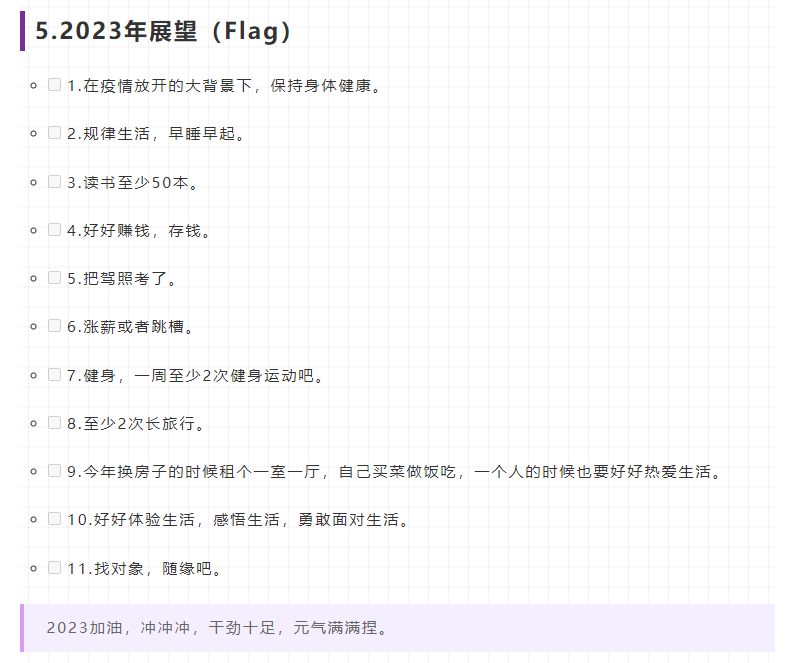 5.2023年展望（Flag）
1.在疫情放开的大背景下，保持身体健康。
2.规律生活，早睡早起。
3.读书至少50本。
4.好好赚钱，存钱。
5.把驾照考了。
6.涨薪或者跳槽。
7.健身，一周至少2次健身运动吧。
8.至少2次长旅行。
9.今年换房子的时候租个一室一厅，自己买菜做饭吃，一个人的时候也要好好热爱生活。
10.好好体验生活，感悟生活，勇敢面对生活。
11.找对象，随缘吧。
2023加油，冲冲冲，干劲十足，元气满满捏。